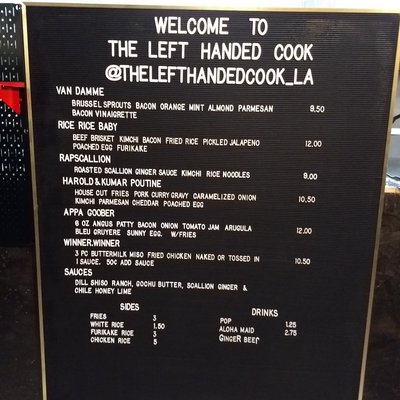 WELCOME TO
THE LEFT HANDED COOK
@THELEFTHANDEDCOOK_LA
VAN DAMME
BRUSSEL SPROUTS BACON ORANGE MINT ALMOND PARMESAN 9.50
BACON VINAIGRETTE
RICE RICE BABY
BEEF BRISKET KIMCHI BACON FRIED RICE PICKLED JALAPENO 12.00
POACHED EGG FURIKAKE
RAPSCALLION
ROASTED SCALLION GINGER SAUCE KIMCHI RICE NOODLES 9.00
HAROLD & KUMAR POUTINE
HOUSE CUT FRIES PORK CURRY GRAVY CARAMELIZED ONION 10.50
KIMCHI PARMESAN CHEDDAR POACHED EGG
APPA GOOBER
6 OZ ANGUS PATTY BACON ONION TOMATO JAM ARUGULA 12.00
BLEU GRUYERE SUNNY EGG. W/FRIES
WINNER.WINNER
3 PC BUTTERMILK MISO FRIED CHICKEN NAKED OR TOSSED IN 10.50
1 SAUCE. 50¢ ADD SAUCE
SAUCES
DILL SHISO RANCH, GOCHU BUTTER, SCALLION GINGER &
CHILE HONEY LIME
SIDES
FRIES 3
WHITE RICE 1.50
FURIKAKE RICE 3
CHICKEN RICE 5
DRINKS
POP 1.25
ALOHA MAID 2.75
GINGER BEER